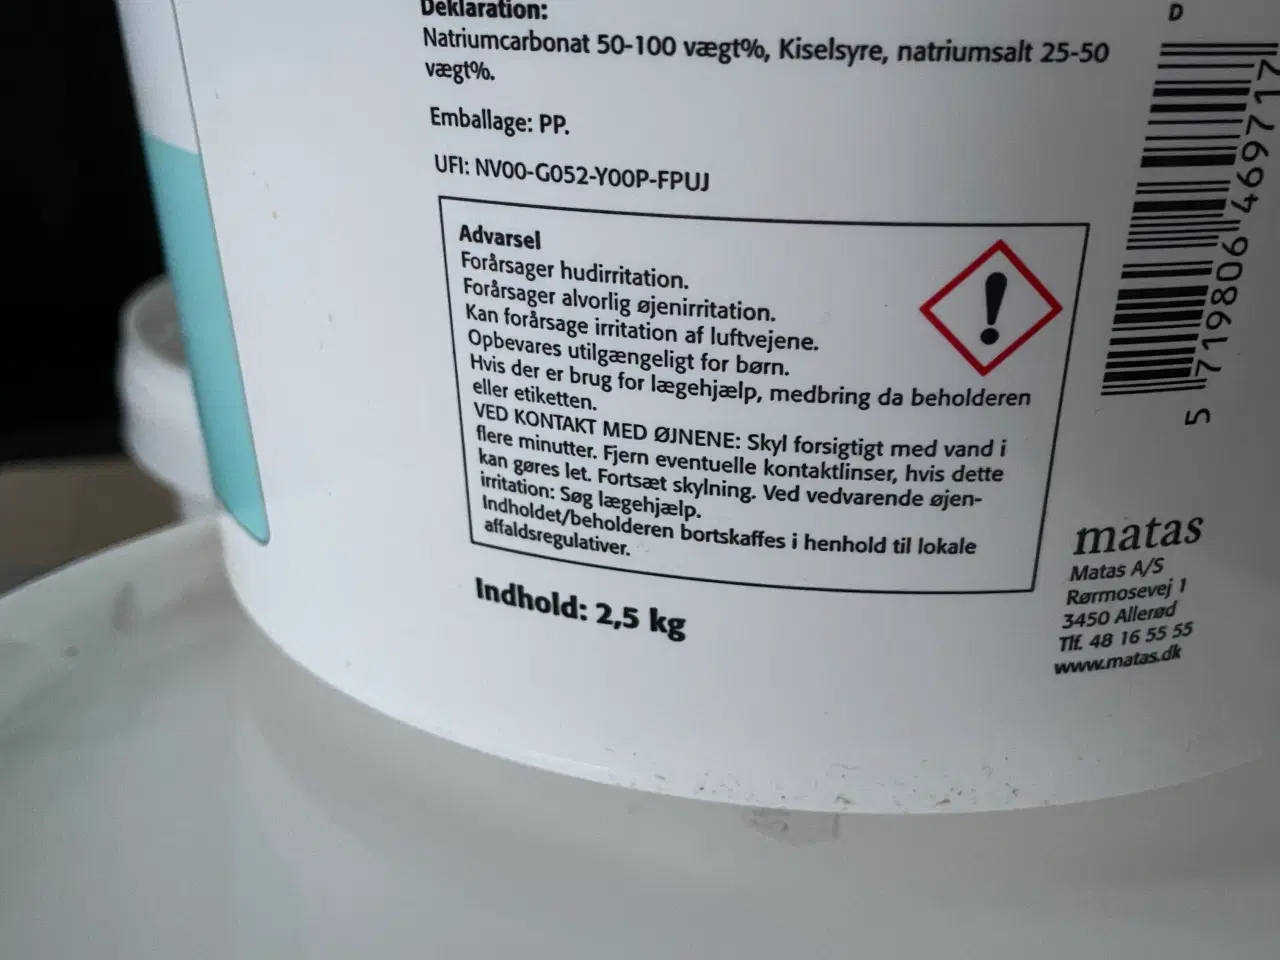 Deklaration:
Natriumcarbonat 50-100 vægt%, Kiselsyre, natriumsalt 25-50
vægt%.
Emballage: PP.
UFI: NV00-G052-Y00P-FPUJ
Advarsel
Forårsager hudirritation.
Forårsager alvorlig øjenirritation.
Kan forårsage irritation af luftvejene.
Opbevares utilgængeligt for børn.
Hvis der er brug for lægehjælp, medbring da beholderen
eller etiketten.
VED KONTAKT MED ØJNENE: Skyl forsigtigt med vand i
flere minutter. Fjern eventuelle kontaktlinser, hvis dette
kan gøres let. Fortsæt skylning. Ved vedvarende øjen-
irritation: Søg lægehjælp.
Indholdet/beholderen bortskaffes i henhold til lokale
affaldsregulativer.
Indhold: 2,5 kg
D
5 719806 469717
matas
Matas A/S
Rørmosevej 1
3450 Allerød
Tlf. 48 16 55 55
www.matas.dk